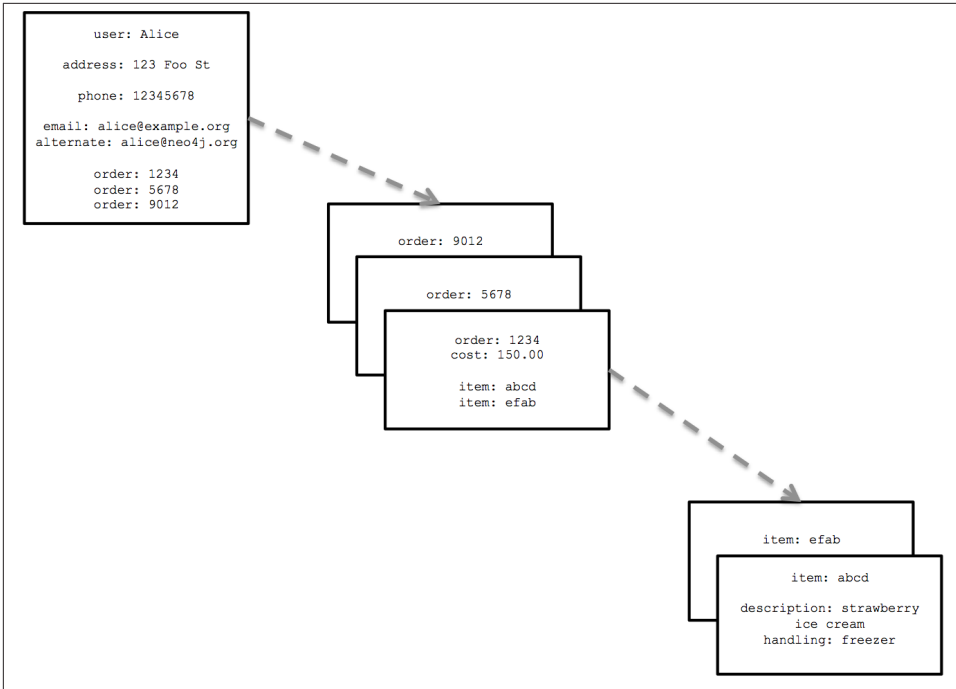 user: Alice
address: 123 Foo St
phone: 12345678
email: alice@example.org
alternate: alice@neo4j.org
order: 1234
order: 5678
order: 9012
order: 9012
order: 5678
order: 1234
cost: 150.00
item: abcd
item: efab
item: efab
item: abcd
description: strawberry
ice cream
handling: freezer